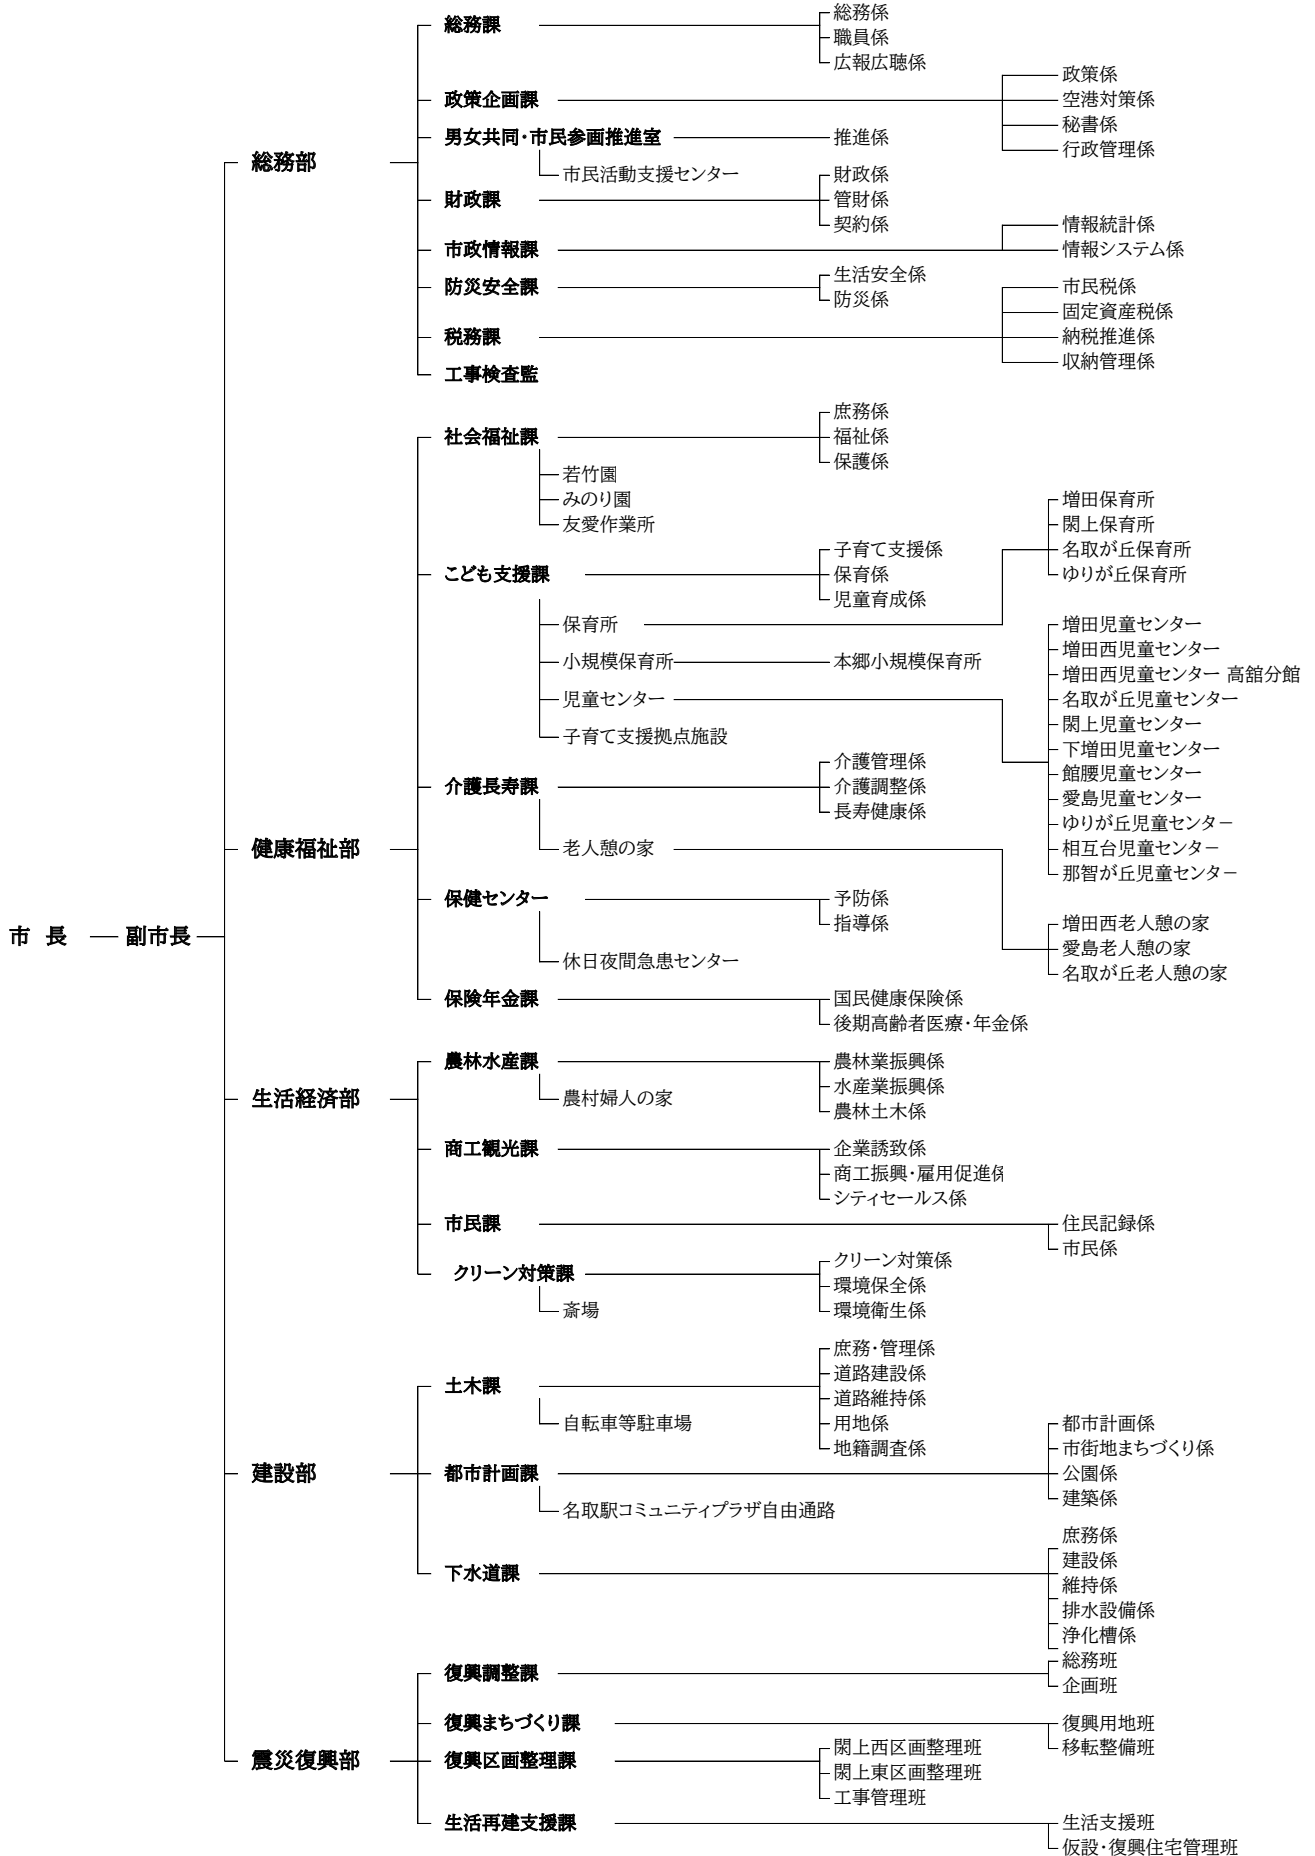 市 長
副市長
総務部
総務課
総務係
職員係
広報広聴係
政策企画課
政策係
空港対策係
秘書係
行政管理係
男女共同・市民参画推進室
推進係
市民活動支援センター
財政課
財政係
管財係
契約係
市政情報課
情報統計係
情報システム係
防災安全課
生活安全係
防災係
税務課
市民税係
固定資産税係
納税推進係
収納管理係
工事検査監
健康福祉部
社会福祉課
庶務係
福祉係
保護係
若竹園
みのり園
友愛作業所
こども支援課
子育て支援係
保育係
児童育成係
保育所
増田保育所
閖上保育所
名取が丘保育所
ゆりが丘保育所
小規模保育所
本郷小規模保育所
児童センター
増田児童センター
増田西児童センター
増田西児童センター 高舘分館
名取が丘児童センター
閖上児童センター
下増田児童センター
館腰児童センター
愛島児童センター
ゆりが丘児童センタ－
相互台児童センタ－
那智が丘児童センタ－
子育て支援拠点施設
介護長寿課
介護管理係
介護調整係
長寿健康係
老人憩の家
増田西老人憩の家
愛島老人憩の家
名取が丘老人憩の家
保健センター
予防係
指導係
休日夜間急患センター
保険年金課
国民健康保険係
後期高齢者医療・年金係
生活経済部
農林水産課
農林業振興係
水産業振興係
農林土木係
農村婦人の家
商工観光課
企業誘致係
商工振興・雇用促進係
シティセールス係
市民課
住民記録係
市民係
クリーン対策課
クリーン対策係
環境保全係
環境衛生係
斎場
建設部
土木課
庶務・管理係
道路建設係
道路維持係
用地係
地籍調査係
自転車等駐車場
都市計画課
都市計画係
市街地まちづくり係
公園係
建築係
名取駅コミュニティプラザ自由通路
下水道課
庶務係
建設係
維持係
排水設備係
浄化槽係
震災復興部
復興調整課
総務班
企画班
復興まちづくり課
復興用地班
移転整備班
復興区画整理課
閖上西区画整理班
閖上東区画整理班
工事管理班
生活再建支援課
生活支援班
仮設・復興住宅管理班